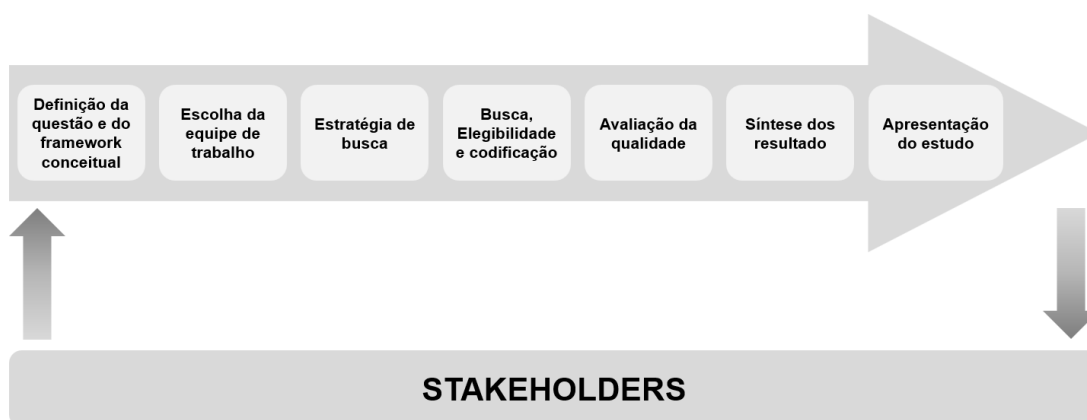 Definição da
questão e do
framework
conceitual
Escolha da
equipe de
trabalho
Estratégia de
busca
Busca,
Elegibilidade
e codificação
Avaliação da
qualidade
Síntese dos
resultado
Apresentação
do estudo
STAKEHOLDERS